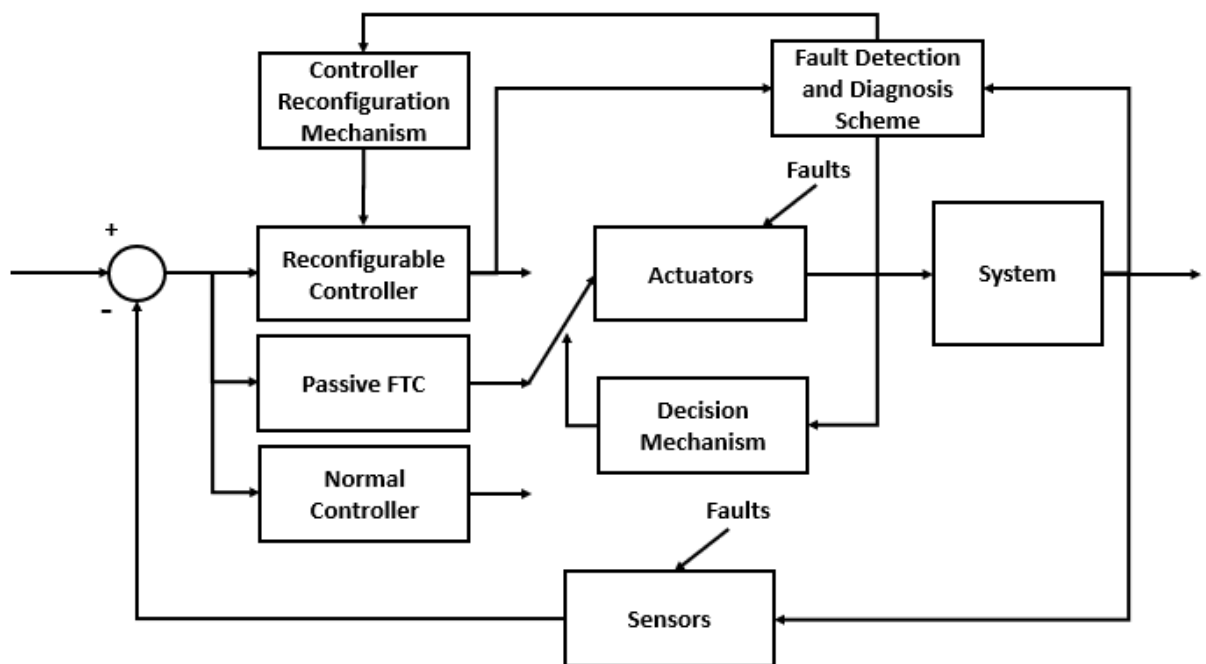 Controller
Reconfiguration
Mechanism
Fault Detection
and Diagnosis
Scheme
Faults
+
-
Reconfigurable
Controller
Actuators
System
Passive FTC
Decision
Mechanism
Normal
Controller
Faults
Sensors